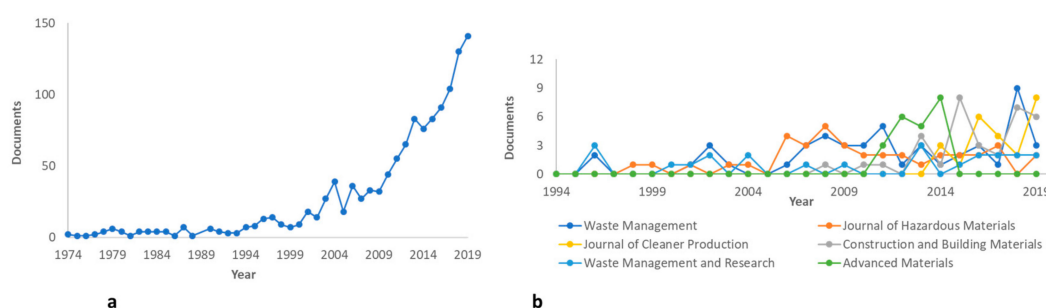 150
100
50
0
Documents
1974 1979 1984 1989 1994 1999 2004 2009 2014 2019
Year
a
12
9
6
3
0
Documents
1994 1999 2004 2009 2014 2019
Year
Waste Management
Journal of Hazardous Materials
Journal of Cleaner Production
Construction and Building Materials
Waste Management and Research
Advanced Materials
b